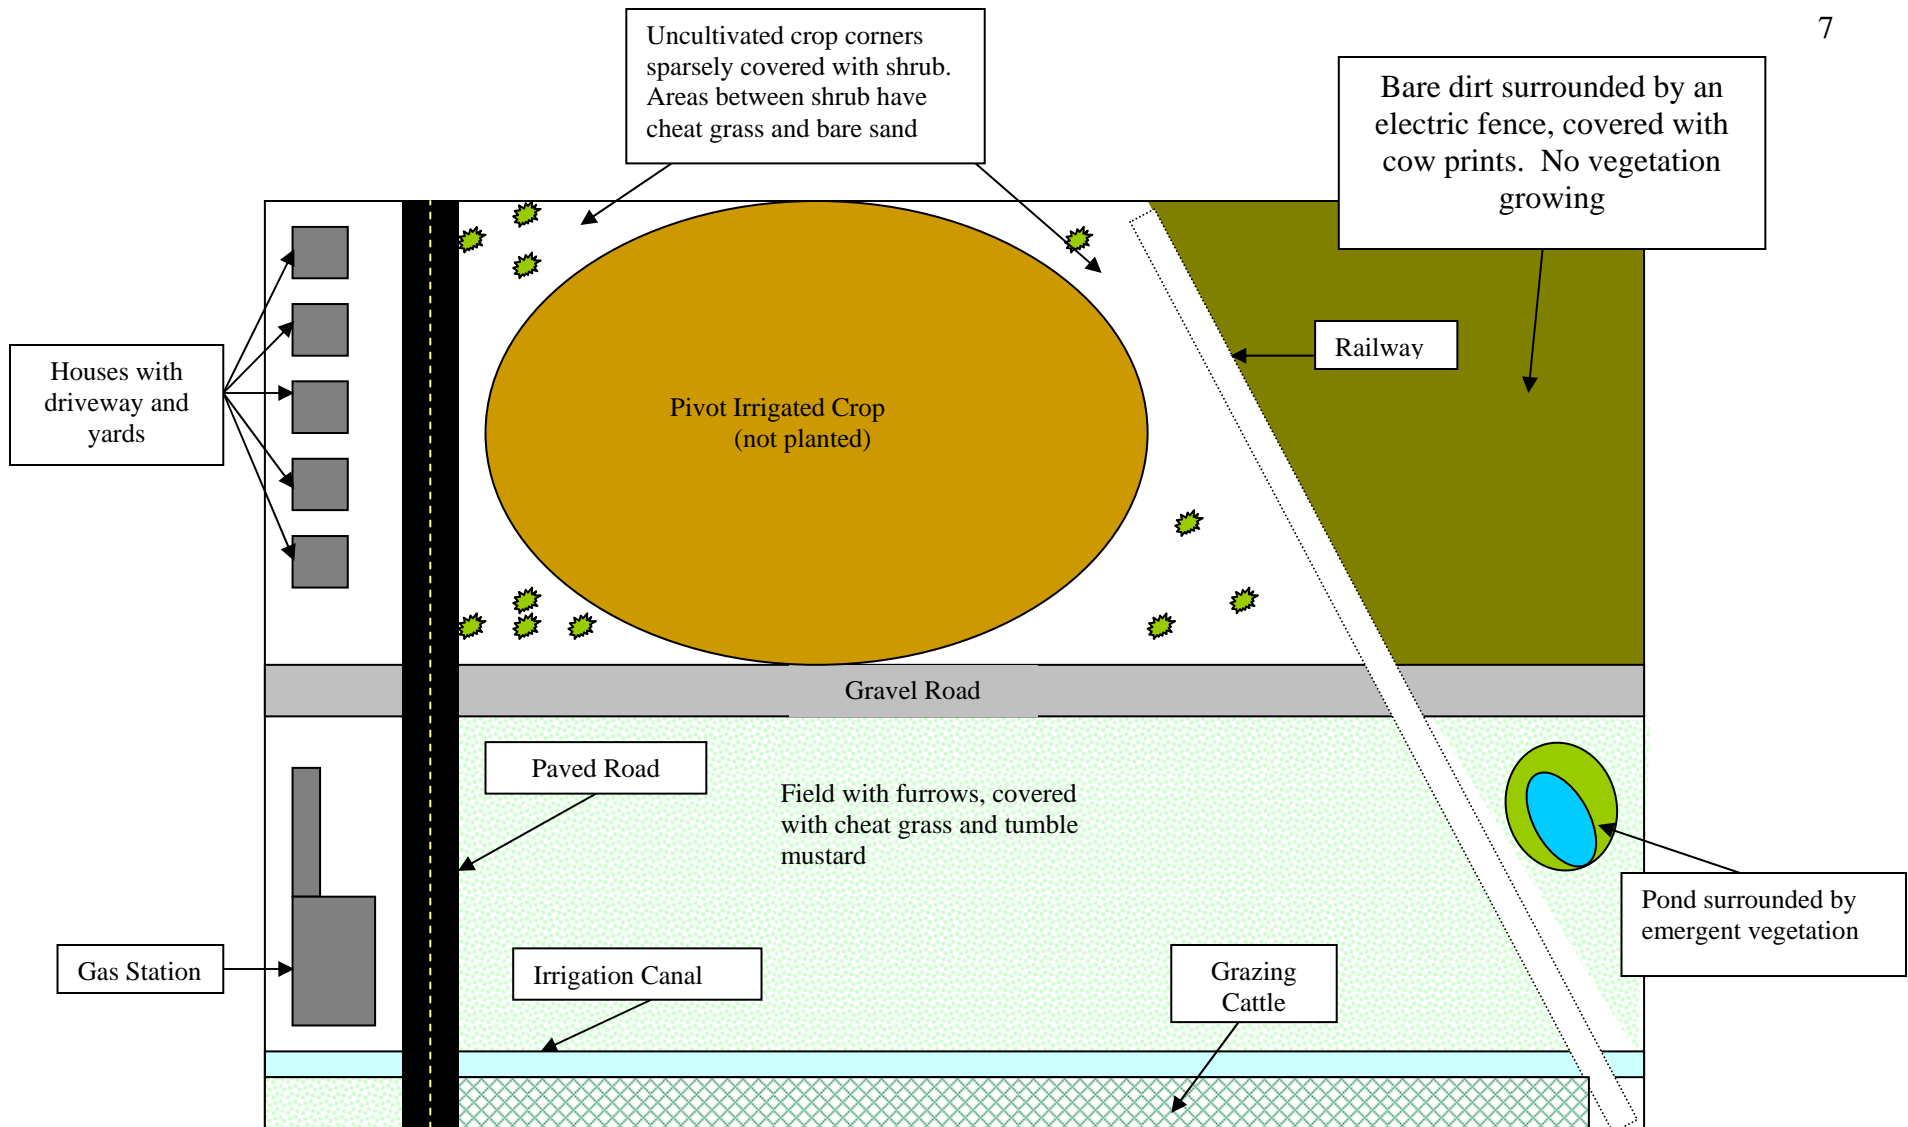 7
Uncultivated crop corners
sparsely covered with shrub.
Areas between shrub have
cheat grass and bare sand
Bare dirt surrounded by an
electric fence, covered with
cow prints.  No vegetation
growing
Railway
Houses with
driveway and
yards
Pivot Irrigated Crop
(not planted)
Gravel Road
Paved Road
Field with furrows, covered
with cheat grass and tumble
mustard
Pond surrounded by
emergent vegetation
Gas Station
Irrigation Canal
Grazing
Cattle